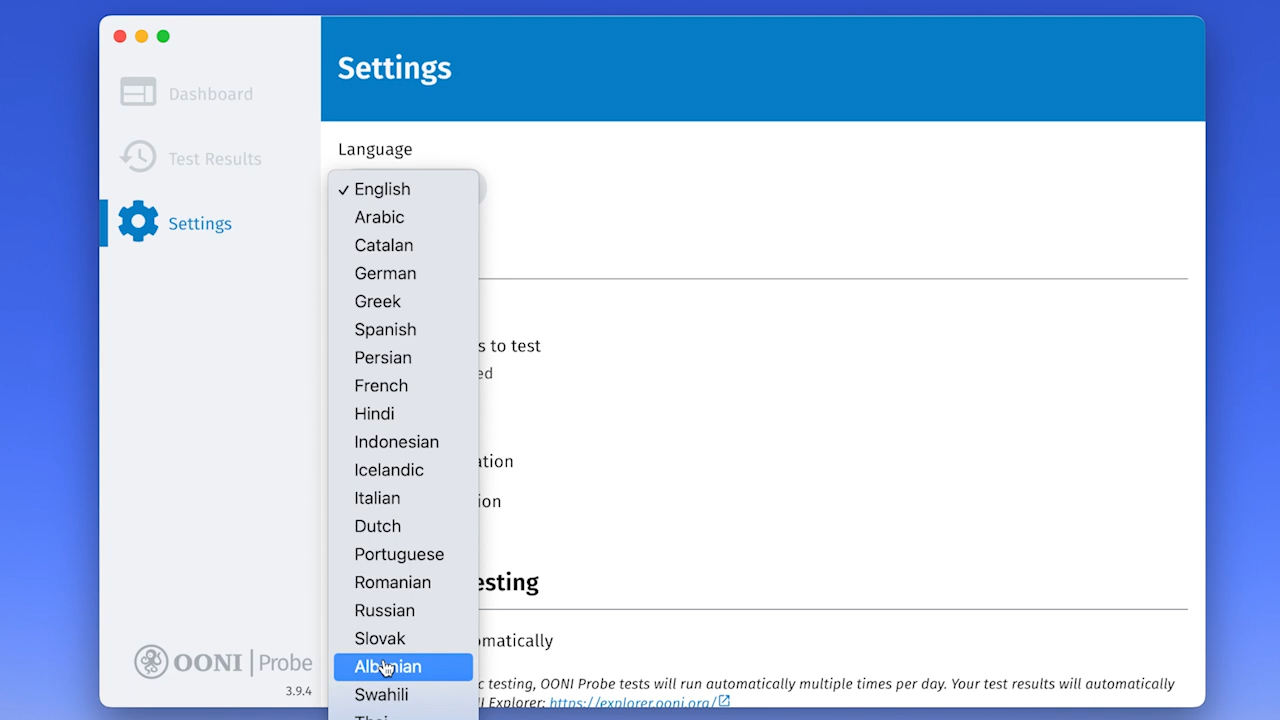 Settings
Dashboard
Test Results
Settings
Language
English
Arabic
Catalan
German
Greek
Spanish
Persian
French
Hindi
Indonesian
Icelandic
Italian
Dutch
Portuguese
Romanian
Russian
Slovak
Albanian
Swahili
Thai
s to test
ed
ation
ion
esting
omatically
c testing, OONI Probe tests will run automatically multiple times per day. Your test results will automatically
I Explorer: https://explorer.ooni.org/
OONI | Probe
3.9.4